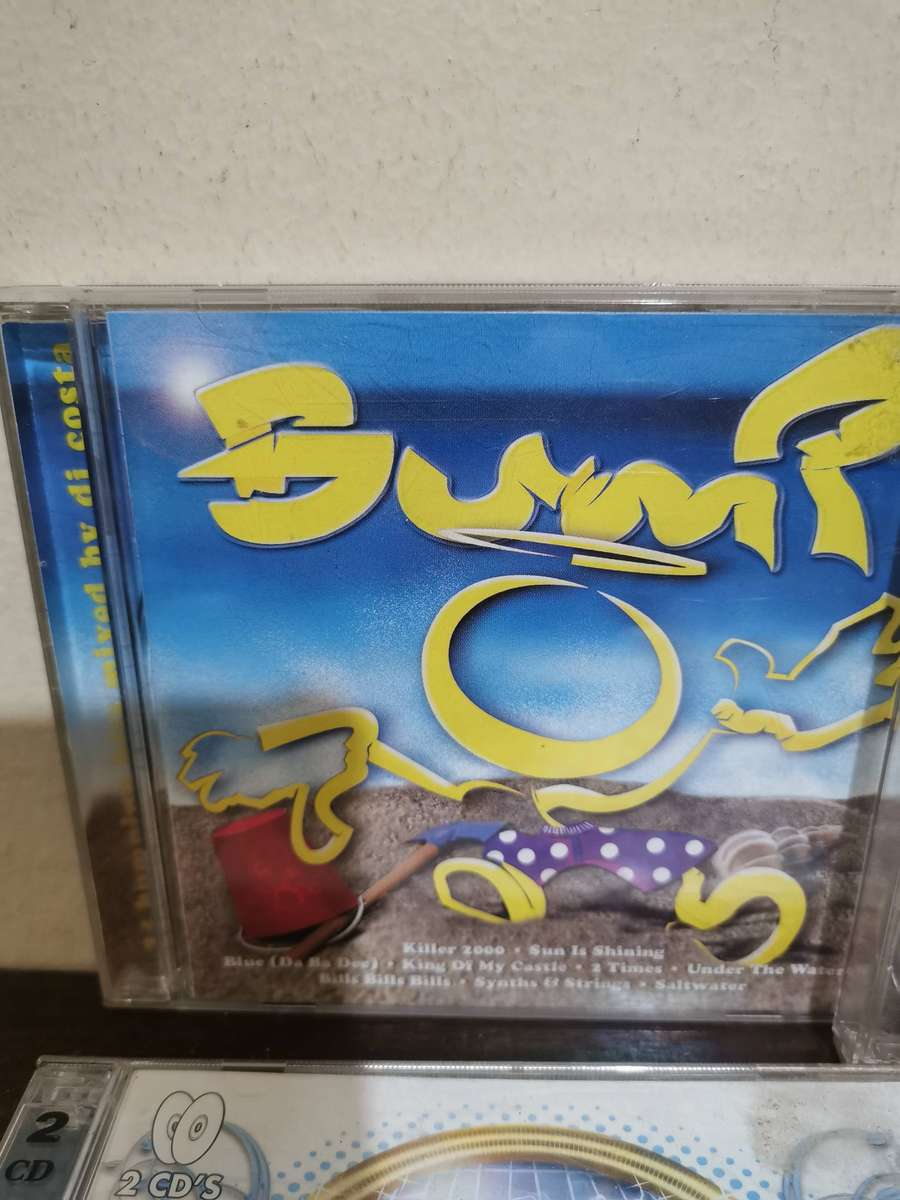 Bump
mixed by dj costa
Killer 2000 • Sun Is Shining
Blue (Da Ba Dee) • King Of My Castle • 2 Times • Under The Water
Bills Bills Bills • Synths & Strings • Saltwater
2
CD
2 CD'S